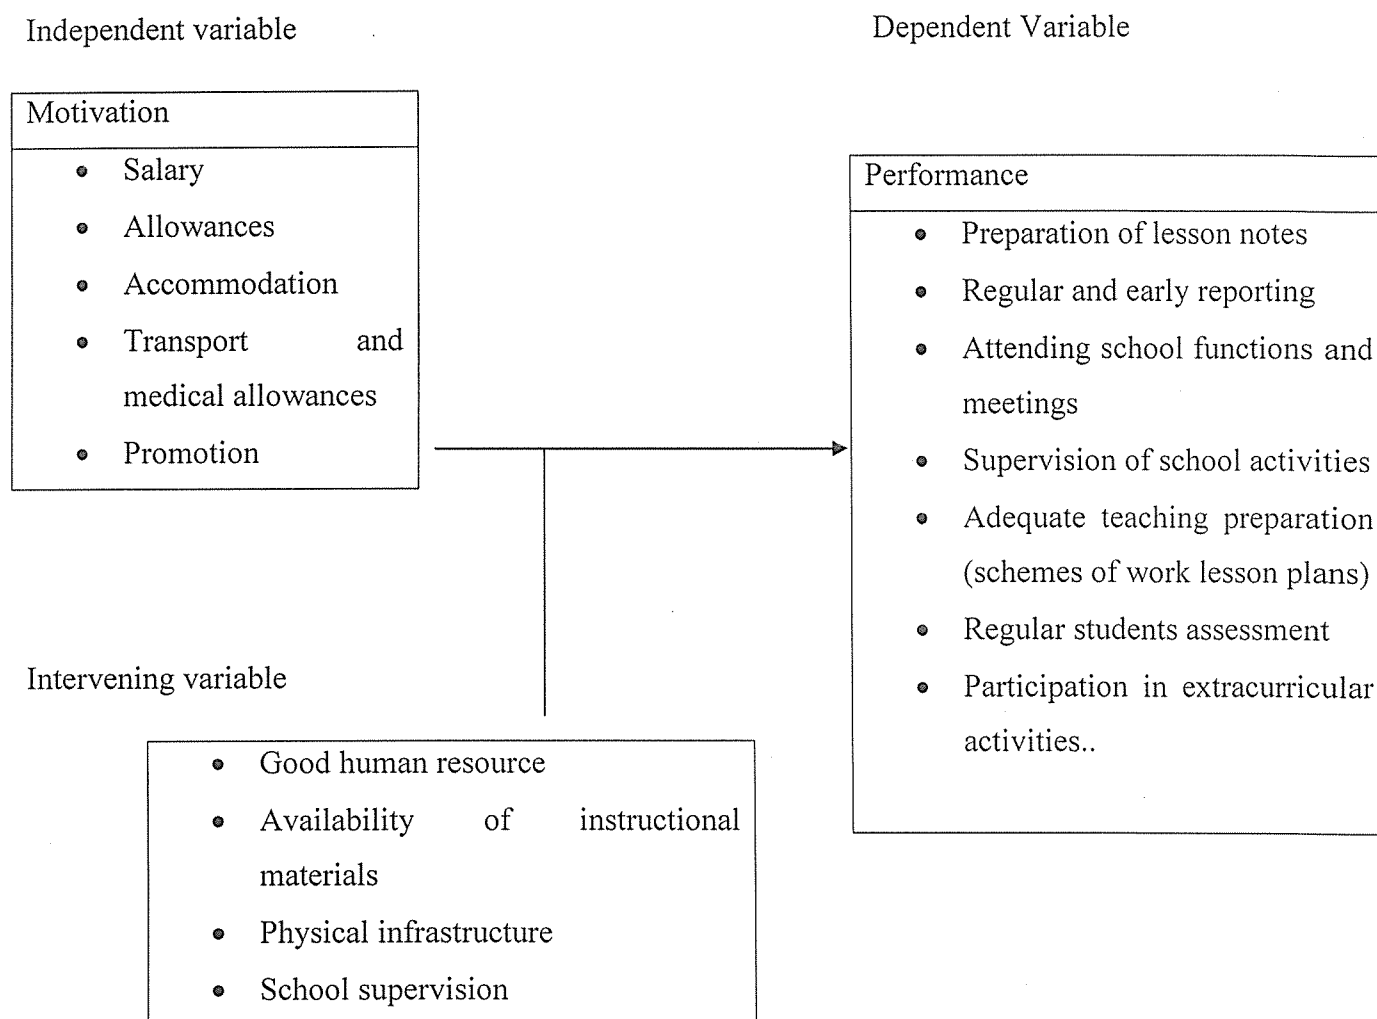 Independent variable
Dependent Variable
Motivation
• Salary
• Allowances
• Accommodation
• Transport and
medical allowances
• Promotion
Performance
• Preparation of lesson notes
• Regular and early reporting
• Attending school functions and
meetings
• Supervision of school activities
• Adequate teaching preparation
(schemes of work lesson plans)
• Regular students assessment
• Participation in extracurricular
activities..
Intervening variable
• Good human resource
• Availability of instructional
materials
• Physical infrastructure
• School supervision